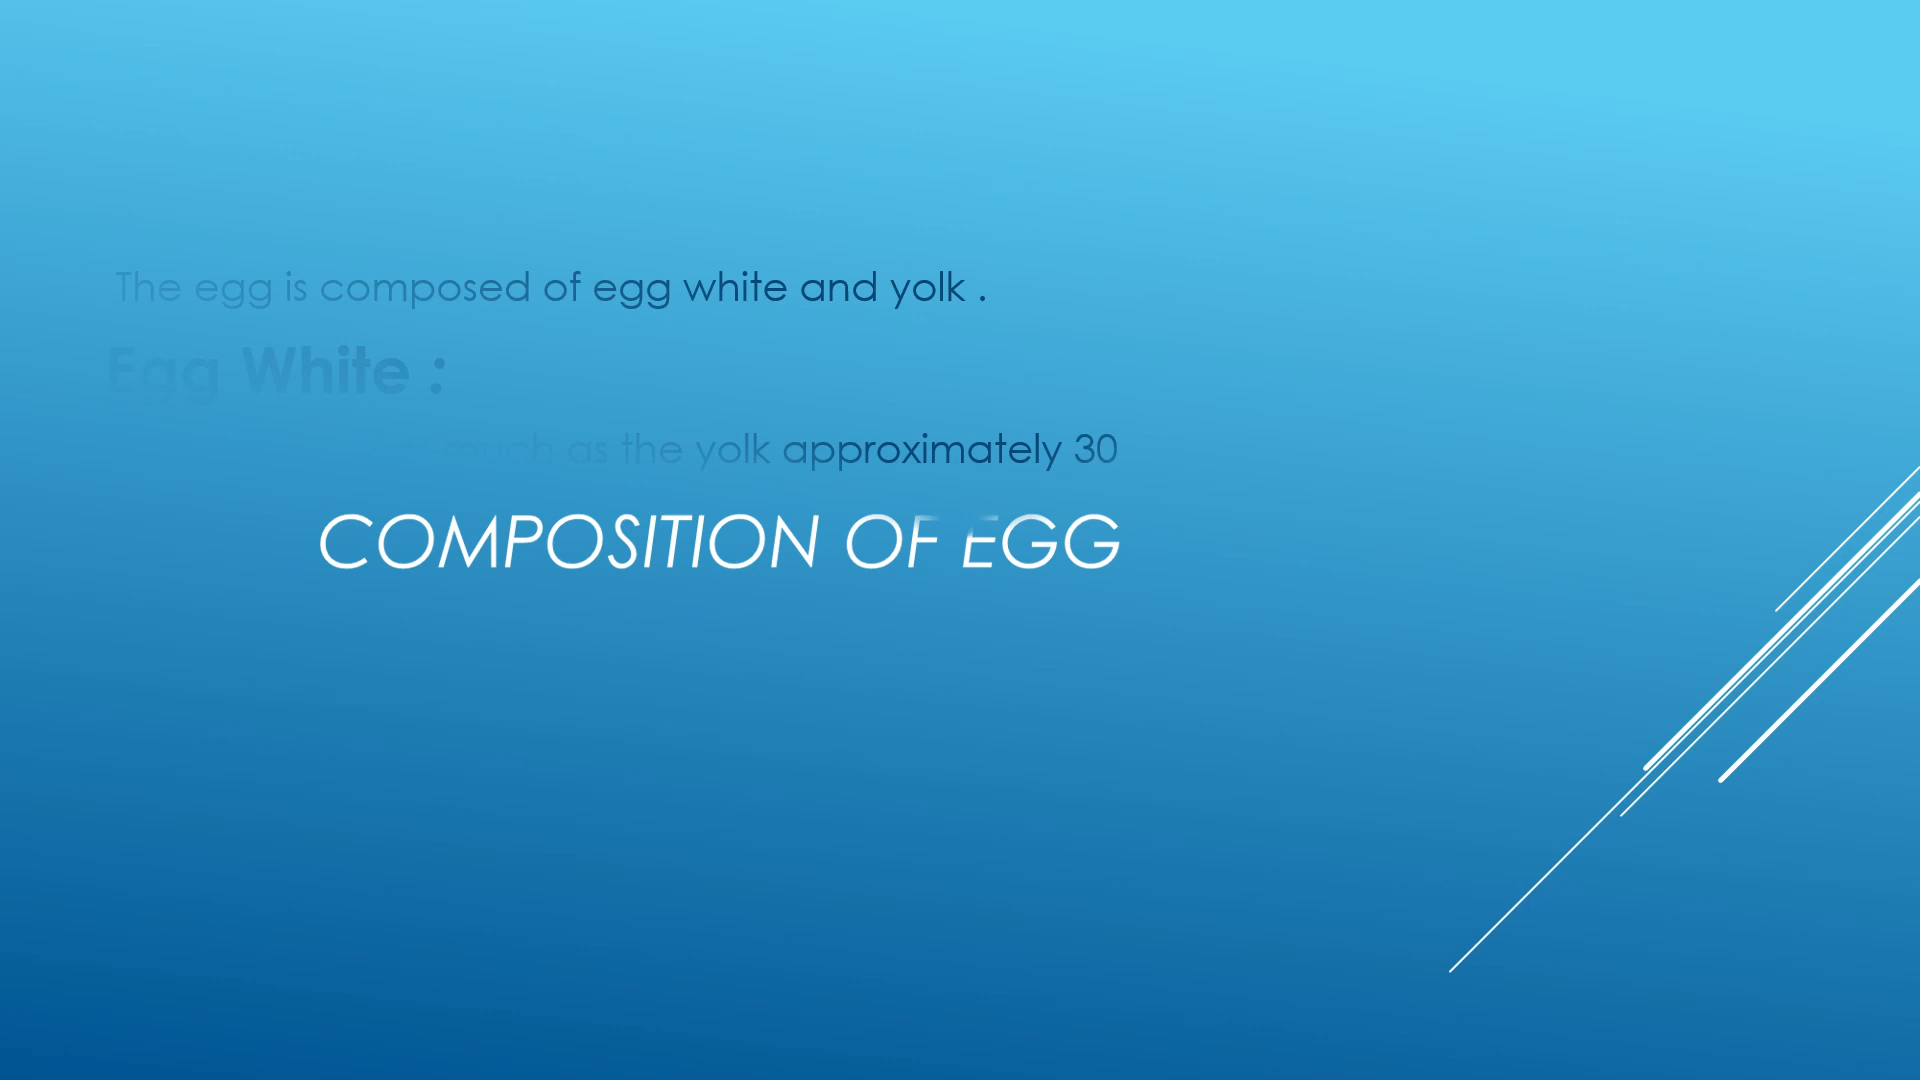 The egg is composed of egg white and yolk .
Egg White :
much as the yolk approximately 30
COMPOSITION OF EGG